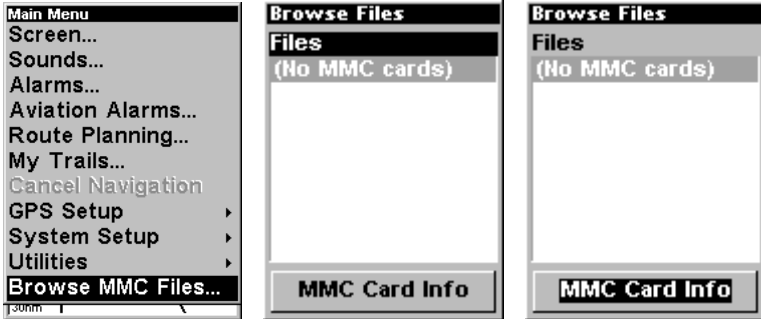 Main Menu
Screen...
Sounds...
Alarms...
Aviation Alarms...
Route Planning...
My Trails...
Cancel Navigation
GPS Setup
System Setup
Utilities
Browse MMC Files...
30nm
Browse Files
Files
(No MMC cards)
MMC Card Info
Browse Files
Files
(No MMC cards)
MMC Card Info